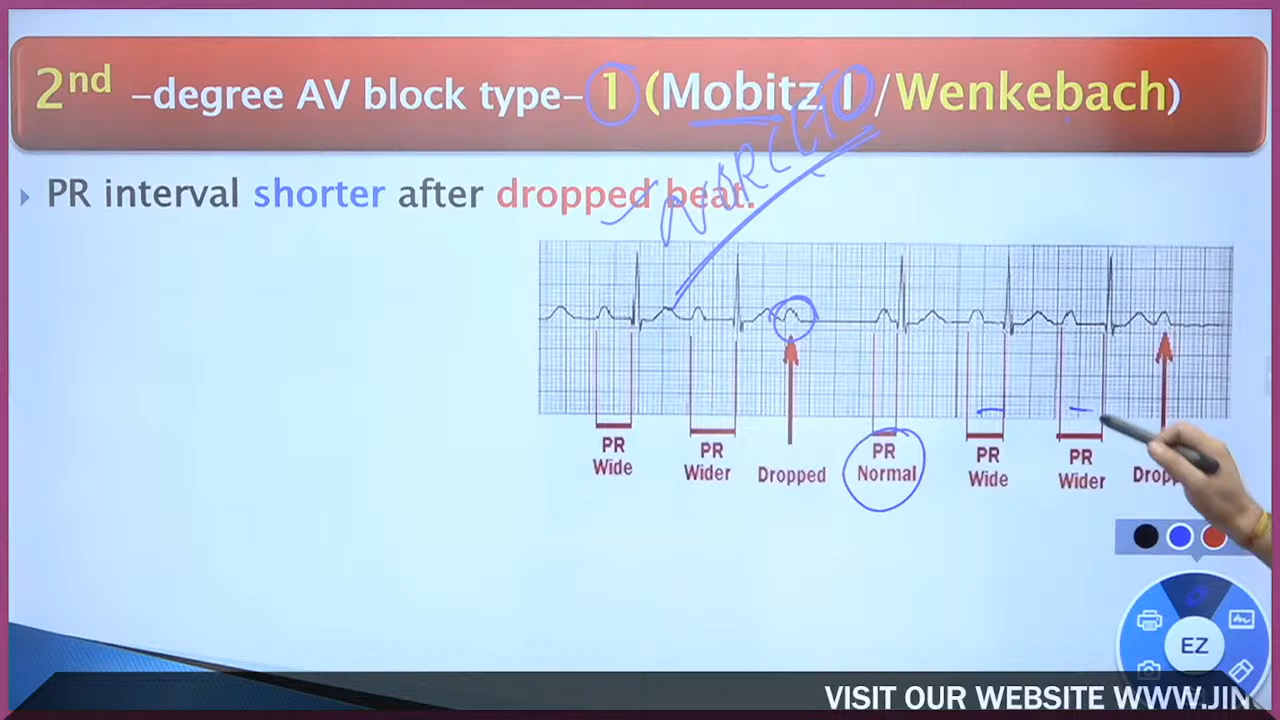 2nd -degree AV block type- 1 (Mobitz I /Wenkebach)
PR interval shorter after dropped beat.
PR Wide
PR Wider
Dropped
PR Normal
PR Wide
PR Wider
EZ
VISIT OUR WEBSITE WWW.JIN